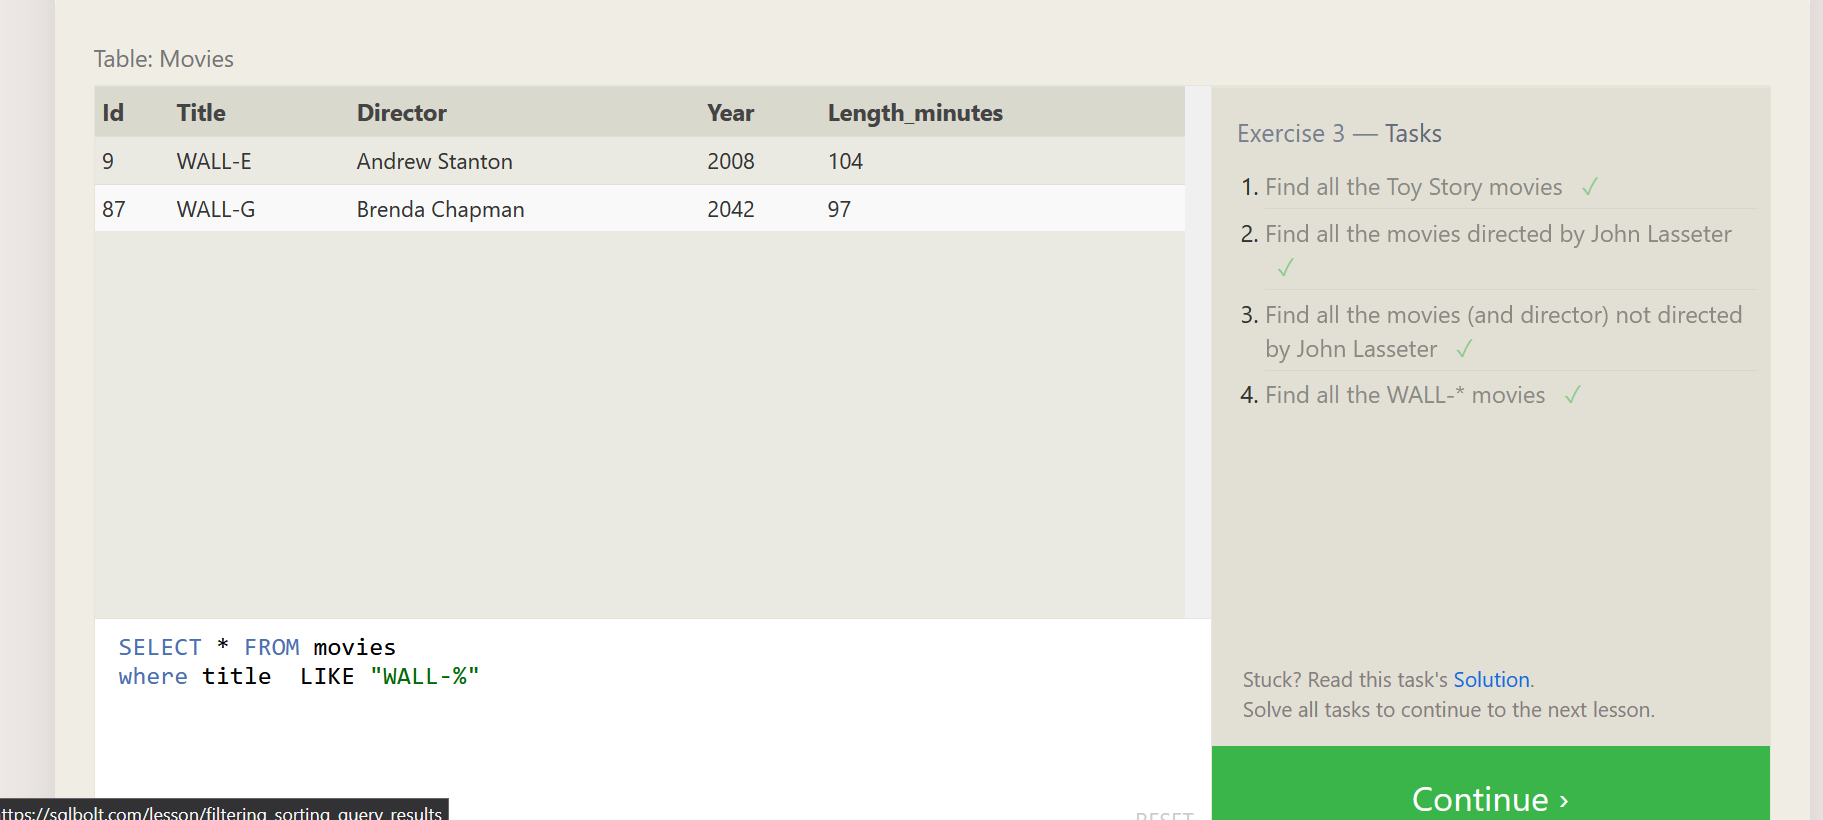 Table: Movies
Id Title Director Year Length_minutes
9 WALL-E Andrew Stanton 2008 104
87 WALL-G Brenda Chapman 2042 97
SELECT * FROM movies
where title  LIKE "WALL-%"
RESET
Exercise 3 — Tasks
1. Find all the Toy Story movies ✓
2. Find all the movies directed by John Lasseter
✓
3. Find all the movies (and director) not directed
by John Lasseter ✓
4. Find all the WALL-* movies ✓
Stuck? Read this task's Solution.
Solve all tasks to continue to the next lesson.
Continue ›
ttps://sqlbolt.com/lesson/filtering_sorting_query_results